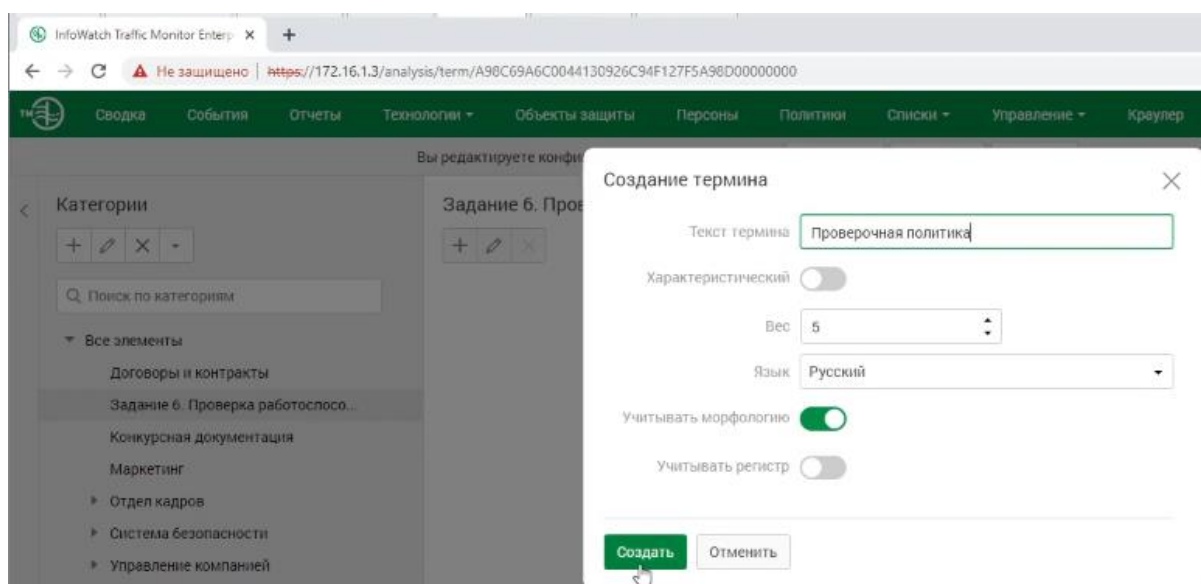 InfoWatch Traffic Monitor Enterp
Не защищено | https://172.16.1.3/analysis/term/A98C69A6C0044130926C94F127F5A98D00000000
TM Сводка События Отчеты Технологии Объекты защиты Персоны Политики Списки Управление Краулер
Вы редактируете конфи
Категории
Поиск по категориям
Все элементы
Договоры и контракты
Задание 6. Проверка работоспосо...
Конкурсная документация
Маркетинг
Отдел кадров
Система безопасности
Управление компанией
Задание 6. Пров
Создание термина
Текст термина Проверочная политика
Характеристический
Вес 5
Язык Русский
Учитывать морфологию
Учитывать регистр
Создать Отменить